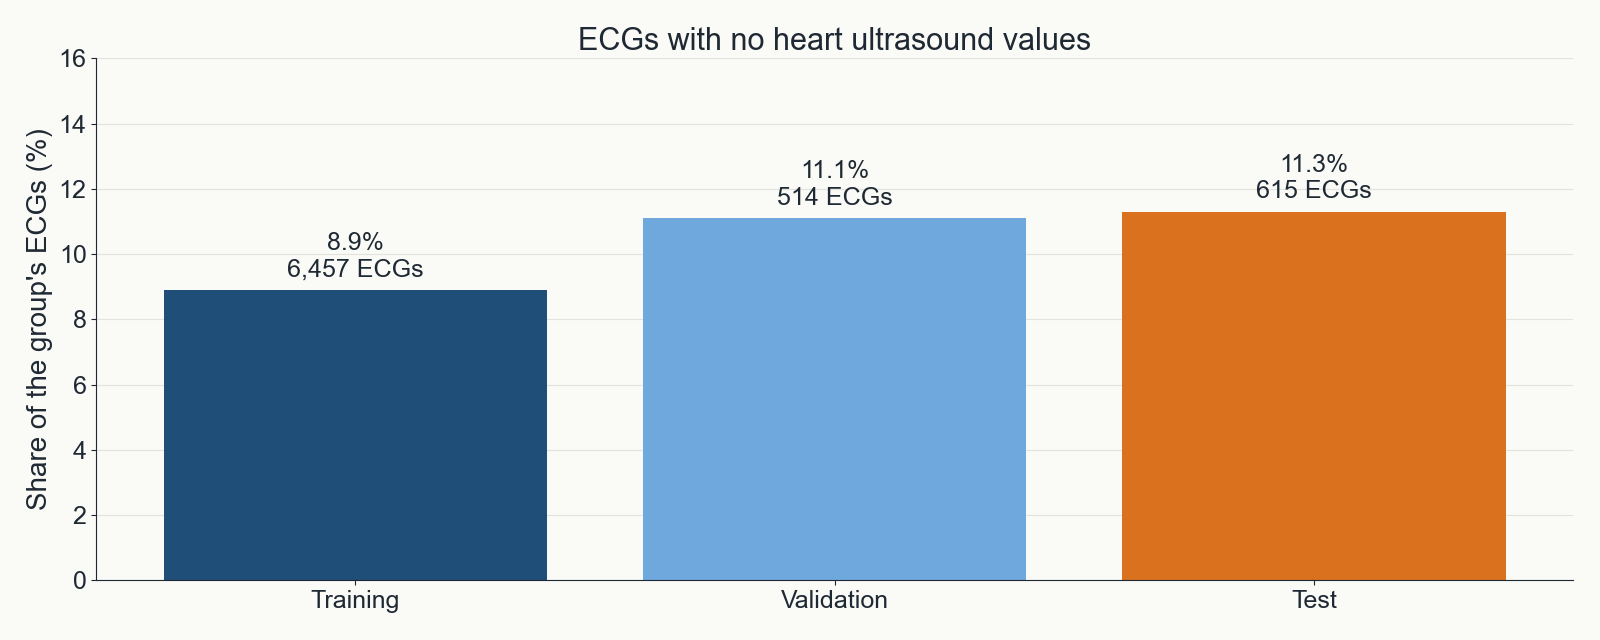 ECGs with no heart ultrasound values
Share of the group's ECGs (%)
16
14
12
10
8
6
4
2
0
8.9%
6,457 ECGs
11.1%
514 ECGs
11.3%
615 ECGs
Training
Validation
Test